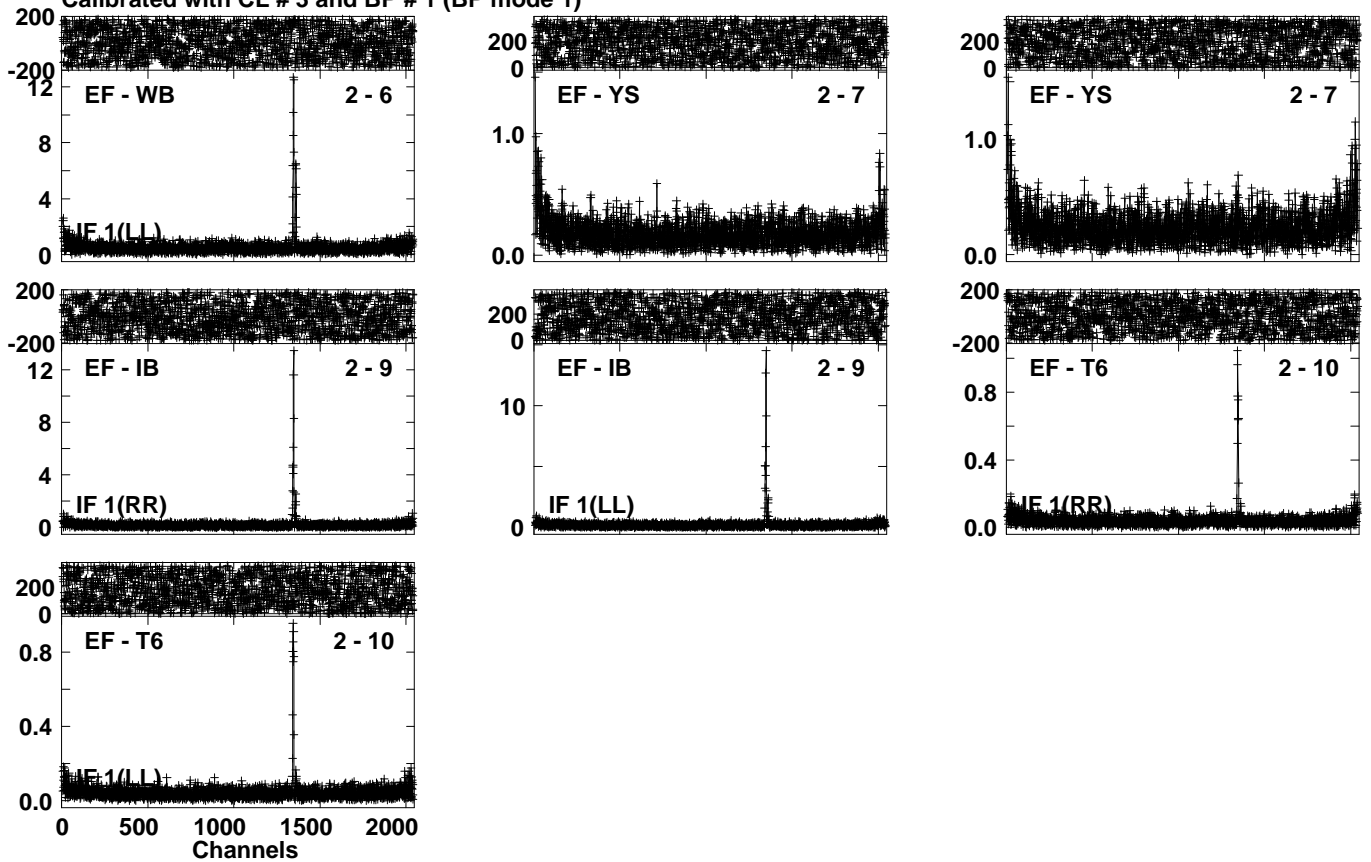 Calibrated with CL # 3 and BP # 1 (BP mode 1)
200
-200
12
8
4
0
EF - WB 2 - 6
IF 1(LL)
200
0
1.0
0.0
EF - YS 2 - 7
200
0
1.0
0.0
EF - YS 2 - 7
200
-200
12
8
4
0
EF - IB 2 - 9
IF 1(RR)
200
0
10
0
EF - IB 2 - 9
IF 1(LL)
200
-200
0.8
0.4
0.0
EF - T6 2 - 10
IF 1(RR)
200
0
0.8
0.4
0.0
EF - T6 2 - 10
IF 1(LL)
0 500 1000 1500 2000
Channels